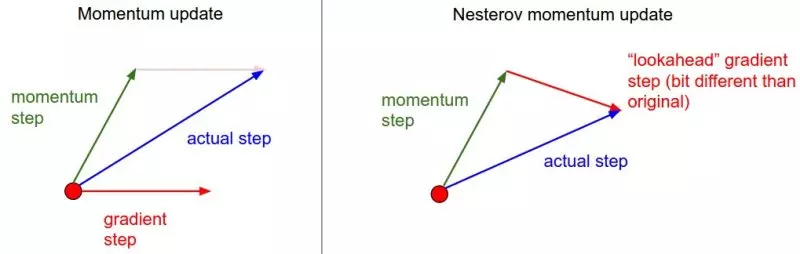 Momentum update
momentum
step
actual step
gradient
step
Nesterov momentum update
momentum
step
“lookahead” gradient
step (bit different than
original)
actual step